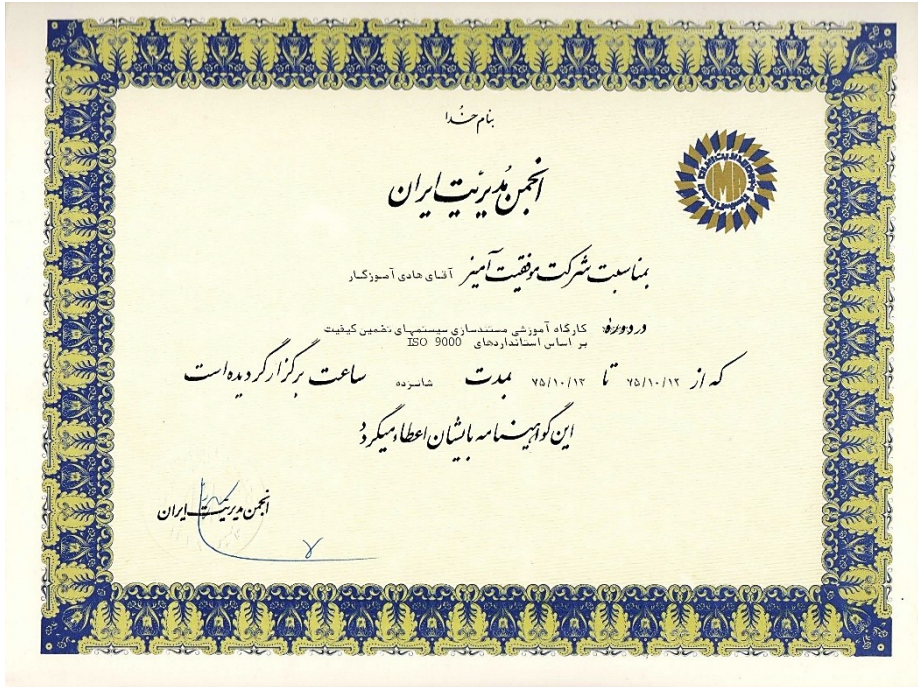 بنام خدا
انجمن مدیریت ایران
IMA
بمناسبت شرکت موفقیت آمیز آقای هادی آموزگار
در دوره کارگاه آموزشی مستندسازی سیستمهای تضمین کیفیت
بر اساس استانداردهای ISO 9000
که از ۷۵/۱۰/۱۲ تا ۷۵/۱۰/۱۳ بمدت شانزده ساعت برگزار گردیده است
این گواهینامه بایشان اعطاء میگردد
انجمن مدیریت ایران